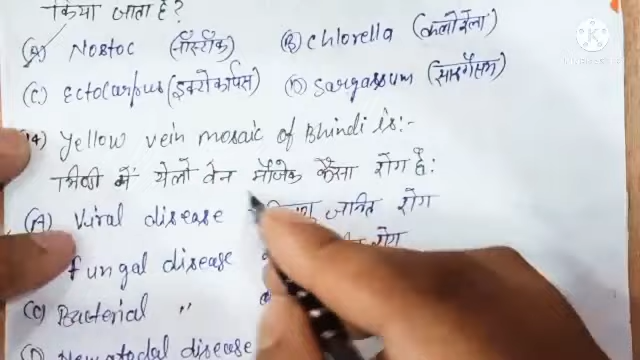 किया जाता है?
(A) Nostoc (नॉस्टॉक) (B) Chlorella (क्लोरेला)
(C) Ectocarpus (इक्टोकार्पस) (D) Sargassum (सारगैसम)
4) Yellow vein mosaic of Bhindi is:-
भिण्डी में येलो वेन मौजेक कैसा रोग है:
(A) Viral disease जनित रोग
fungal disease रोग
(C) Bacterial "
disease